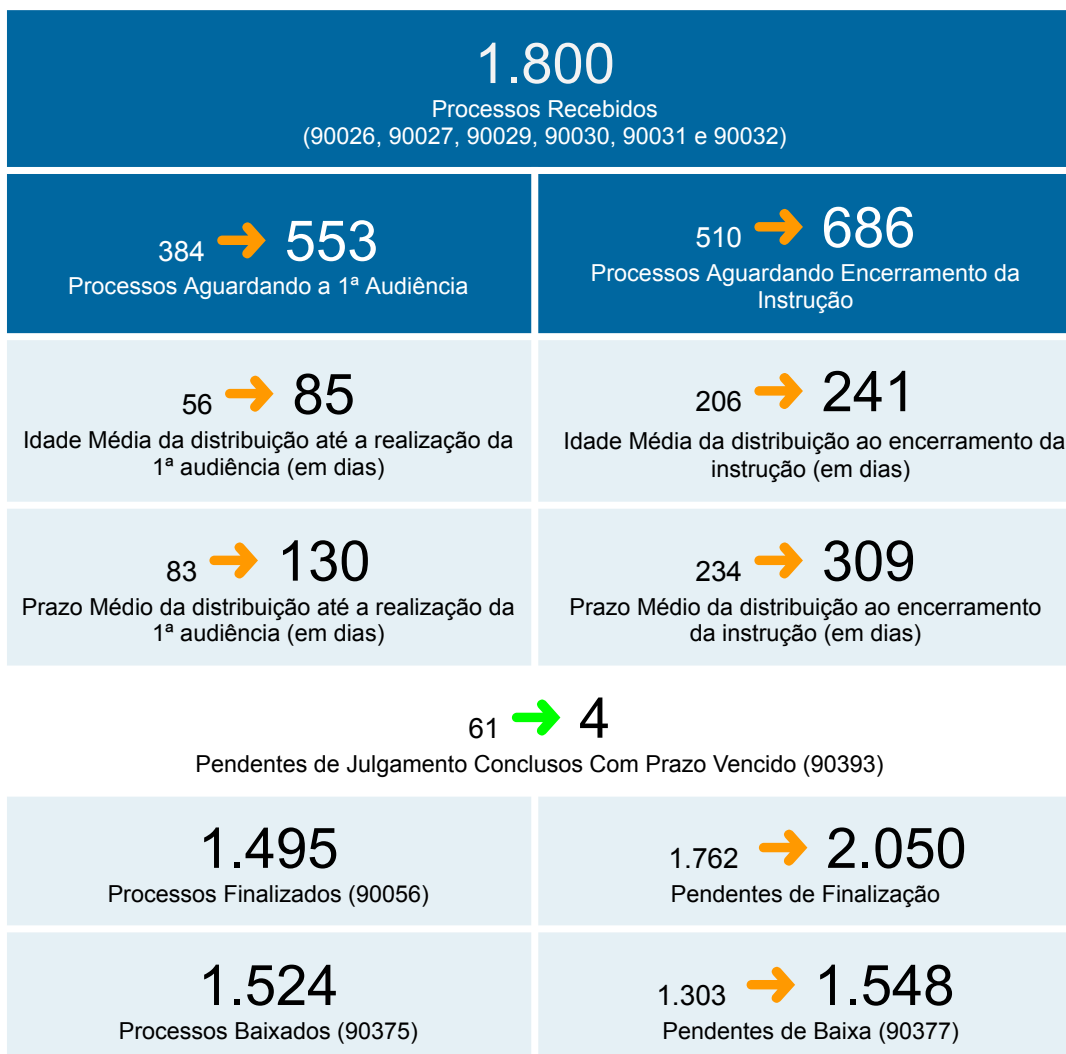 1.800
Processos Recebidos
(90026, 90027, 90029, 90030, 90031 e 90032)
384 553
Processos Aguardando a 1ª Audiência
510 686
Processos Aguardando Encerramento da
Instrução
56 85
Idade Média da distribuição até a realização da
1ª audiência (em dias)
206 241
Idade Média da distribuição ao encerramento da
instrução (em dias)
83 130
Prazo Médio da distribuição até a realização da
1ª audiência (em dias)
234 309
Prazo Médio da distribuição ao encerramento
da instrução (em dias)
61 4
Pendentes de Julgamento Conclusos Com Prazo Vencido (90393)
1.495
Processos Finalizados (90056)
1.762 2.050
Pendentes de Finalização
1.524
Processos Baixados (90375)
1.303 1.548
Pendentes de Baixa (90377)